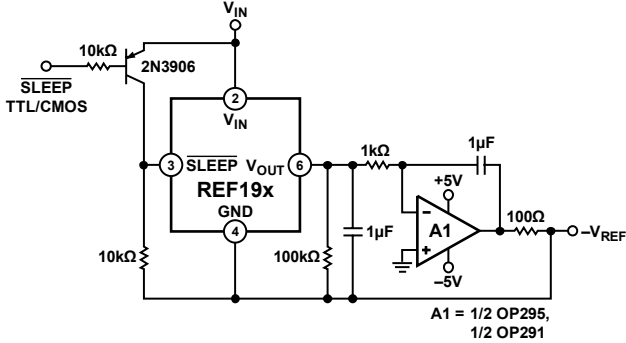 V_IN
10kΩ
2N3906
SLEEP
TTL/CMOS
2
V_IN
3
SLEEP
V_OUT
6
REF19x
GND
4
10kΩ
100kΩ
1µF
1kΩ
1µF
+5V
−
A1
+
−5V
100Ω
−V_REF
A1 = 1/2 OP295,
1/2 OP291